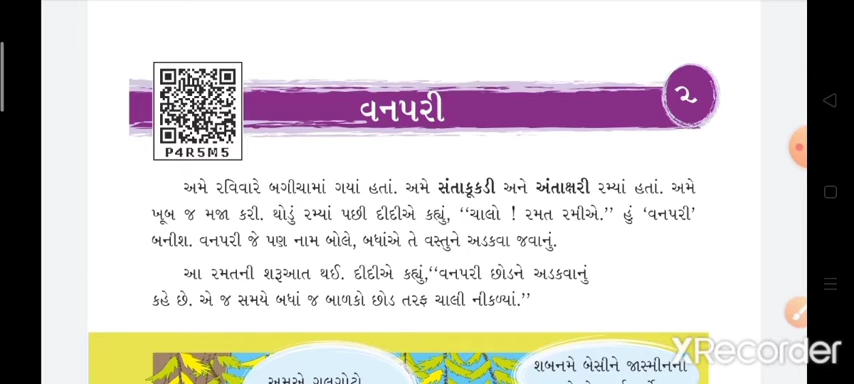 P4R5M5
વનપરી
૨
અમે રવિવારે બગીચામાં ગયાં હતાં. અમે સંતાકૂકડી અને અંતાક્ષરી રમ્યાં હતાં. અમે
ખૂબ જ મજા કરી. થોડું રમ્યાં પછી દીદીએ કહ્યું, ‘‘ચાલો ! રમત રમીએ.’’ હું ‘વનપરી’
બનીશ. વનપરી જે પણ નામ બોલે, બધાંએ તે વસ્તુને અડકવા જવાનું.
આ રમતની શરૂઆત થઈ. દીદીએ કહ્યું,‘‘વનપરી છોડને અડકવાનું
કહે છે. એ જ સમયે બધાં જ બાળકો છોડ તરફ ચાલી નીકળ્યાં.’’
શબનમે બેસીને જાસ્મીનના
અમરએ ગલગોટો
XRecorder